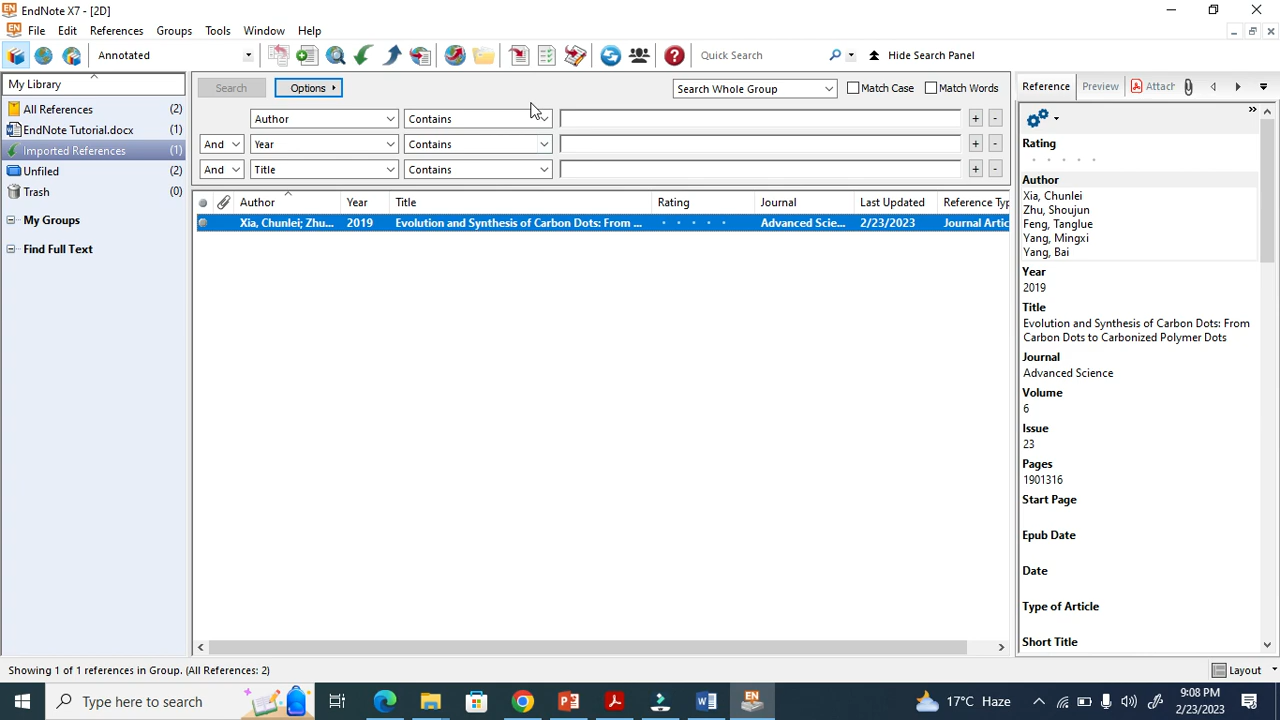 EndNote X7 - [2D]
File Edit References Groups Tools Window Help
Annotated
Quick Search
Hide Search Panel
My Library
All References (2)
EndNote Tutorial.docx (1)
Imported References (1)
Unfiled (2)
Trash (0)
My Groups
Find Full Text
Search Options Search Whole Group Match Case Match Words
Author Contains + -
And Year Contains + -
And Title Contains + -
Author Year Title Rating Journal Last Updated Reference Typ
Xia, Chunlei; Zhu... 2019 Evolution and Synthesis of Carbon Dots: From ... Advanced Scie... 2/23/2023 Journal Artic
Reference Preview Attach
Rating
Author
Xia, Chunlei
Zhu, Shoujun
Feng, Tanglue
Yang, Mingxi
Yang, Bai
Year
2019
Title
Evolution and Synthesis of Carbon Dots: From
Carbon Dots to Carbonized Polymer Dots
Journal
Advanced Science
Volume
6
Issue
23
Pages
1901316
Start Page
Epub Date
Date
Type of Article
Short Title
Showing 1 of 1 references in Group. (All References: 2)
Layout
Type here to search
17°C Haze
9:08 PM
2/23/2023